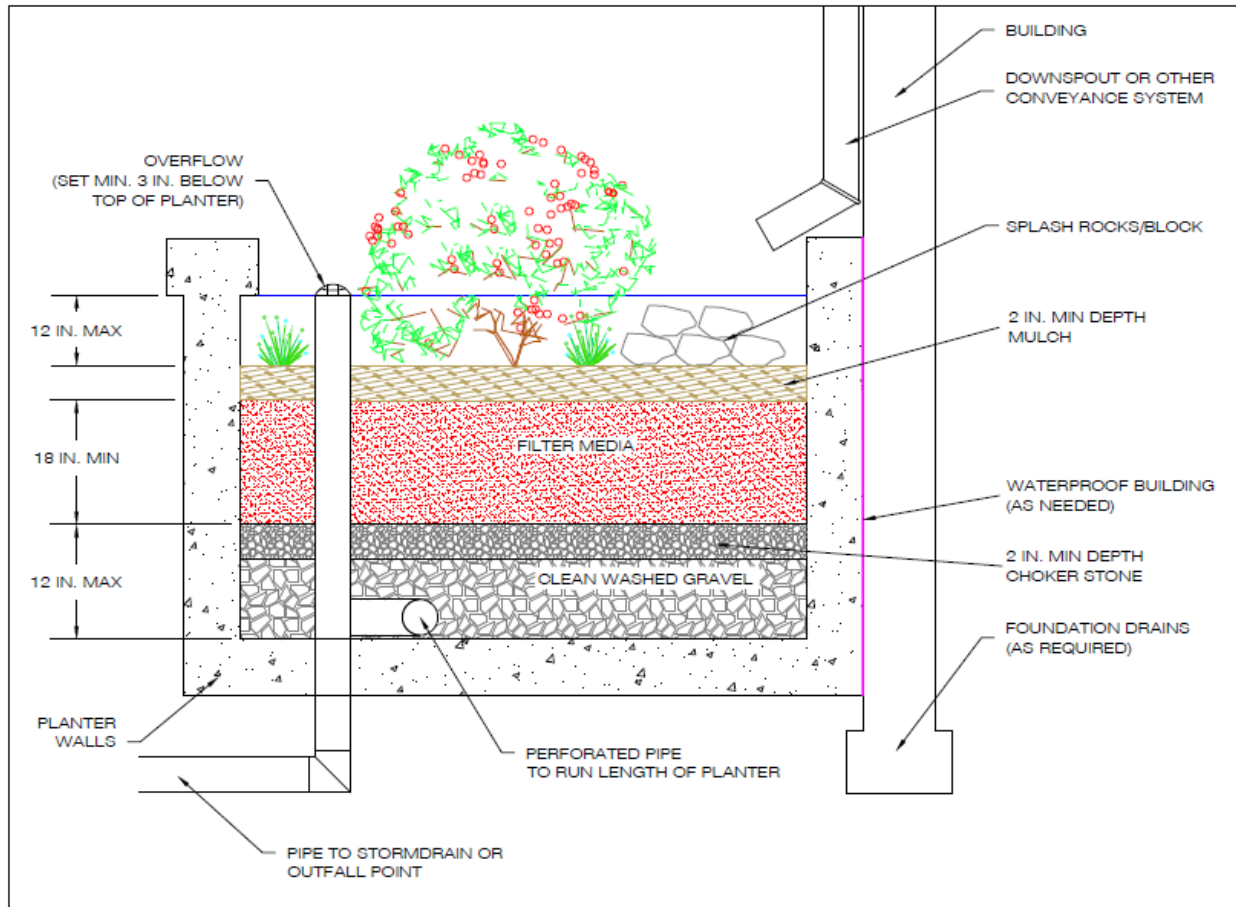 BUILDING
DOWNSPOUT OR OTHER
CONVEYANCE SYSTEM
OVERFLOW
(SET MIN. 3 IN. BELOW
TOP OF PLANTER)
SPLASH ROCKS/BLOCK
12 IN. MAX
2 IN. MIN DEPTH
MULCH
18 IN. MIN
FILTER MEDIA
WATERPROOF BUILDING
(AS NEEDED)
12 IN. MAX
CLEAN WASHED GRAVEL
2 IN. MIN DEPTH
CHOKER STONE
FOUNDATION DRAINS
(AS REQUIRED)
PLANTER
WALLS
PERFORATED PIPE
TO RUN LENGTH OF PLANTER
PIPE TO STORMDRAIN OR
OUTFALL POINT